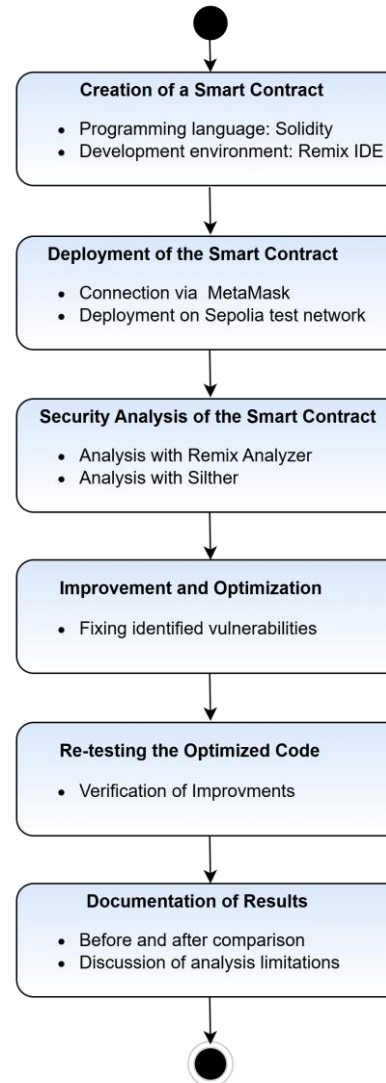 Creation of a Smart Contract
• Programming language: Solidity
• Development environment: Remix IDE
Deployment of the Smart Contract
• Connection via MetaMask
• Deployment on Sepolia test network
Security Analysis of the Smart Contract
• Analysis with Remix Analyzer
• Analysis with Silther
Improvement and Optimization
• Fixing identified vulnerabilities
Re-testing the Optimized Code
• Verification of Improvments
Documentation of Results
• Before and after comparison
• Discussion of analysis limitations